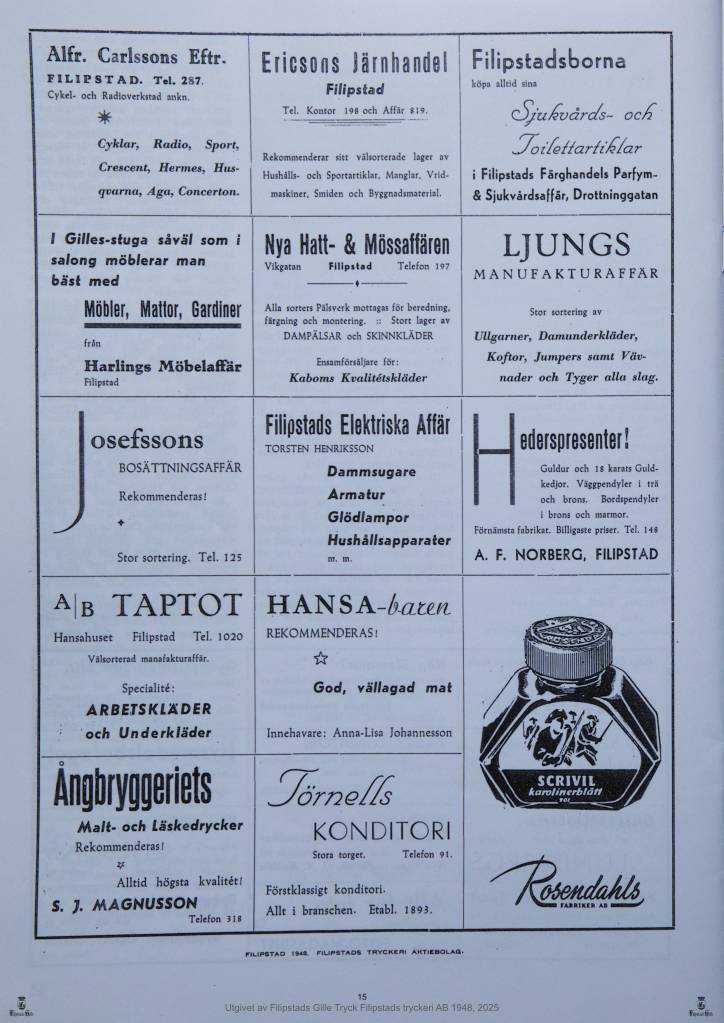 Alfr. Carlssons Eftr.
FILIPSTAD. Tel. 287.
Cykel- och Radioverkstad ankn.
Cyklar, Radio, Sport,
Crescent, Hermes, Hus-
qvarna, Aga, Concerton.
Ericsons Järnhandel
Filipstad
Tel. Kontor 198 och Affär 819.
Rekommenderar sitt välsorterade lager av
Hushålls- och Sportartiklar, Manglar, Vrid-
maskiner, Smiden och Byggnadsmaterial.
Filipstadsborna
köpa alltid sina
Sjukvårds- och
Toilettartiklar
i Filipstads Färghandels Parfym-
& Sjukvårdsaffär, Drottninggatan
I Gilles-stuga såväl som i
salong möblerar man
bäst med
Möbler, Mattor, Gardiner
från
Harlings Möbelaffär
Filipstad
Nya Hatt- & Mössaffären
Vikgatan Filipstad Telefon 197
Alla sorters Pälsverk mottagas för beredning,
färgning och montering. :: Stort lager av
DAMPÄLSAR och SKINNKLÄDER
Ensamförsäljare för:
Kaboms Kvalitétskläder
LJUNGS
MANUFAKTURAFFÄR
Stor sortering av
Ullgarner, Damunderkläder,
Koftor, Jumpers samt Väv-
nader och Tyger alla slag.
Josefssons
BOSÄTTNINGSAFFÄR
Rekommenderas!
Stor sortering. Tel. 125
Filipstads Elektriska Affär
TORSTEN HENRIKSSON
Dammsugare
Armatur
Glödlampor
Hushållsapparater
m. m.
Hederspresenter!
Guldur och 18 karats Guld-
kedjor. Väggpendyler i trä
och brons. Bordspendyler
i brons och marmor.
Förnämsta fabrikat. Billigaste priser. Tel. 148
A. F. NORBERG, FILIPSTAD
A|B TAPTOT
Hansahuset Filipstad Tel. 1020
Välsorterad manafakturaffär.
Specialité:
ARBETSKLÄDER
och Underkläder
HANSA-baren
REKOMMENDERAS!
God, vällagad mat
Innehavare: Anna-Lisa Johannesson
SCRIVIL
karolinerblått
701
Rosendahls
FABRIKER AB
Ångbryggeriets
Malt- och Läskedrycker
Rekommenderas!
Alltid högsta kvalitét!
S. J. MAGNUSSON
Telefon 318
Törnells
KONDITORI
Stora torget. Telefon 91.
Förstklassigt konditori.
Allt i branschen. Etabl. 1893.
FILIPSTAD 1948, FILIPSTADS TRYCKERI AKTIEBOLAG.
15
Utgivet av Filipstads Gille Tryck Filipstads tryckeri AB 1948, 2025